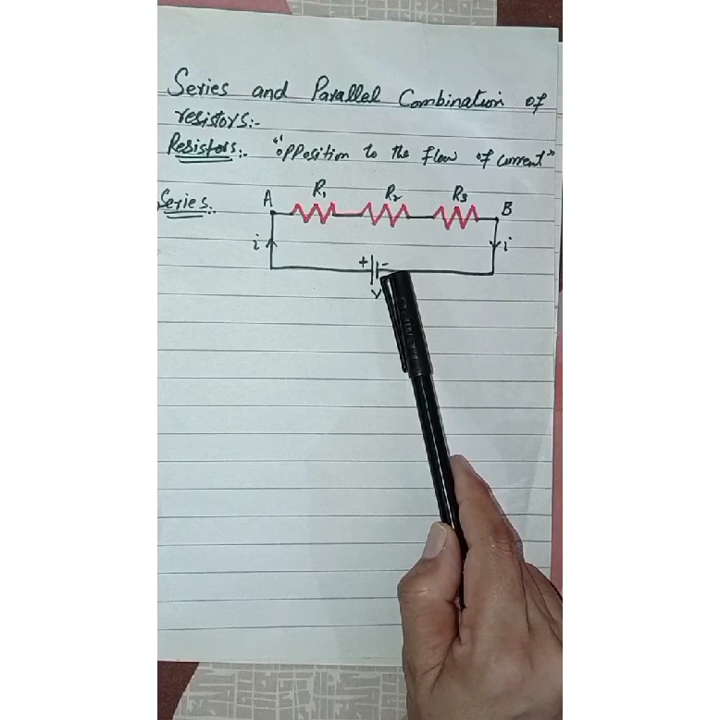 Series and Parallel Combination of
resistors:-
Resistors:- "opposition to the flow of current"
Series:- A R₁ R₂ R₃ B
i i
+ -
V